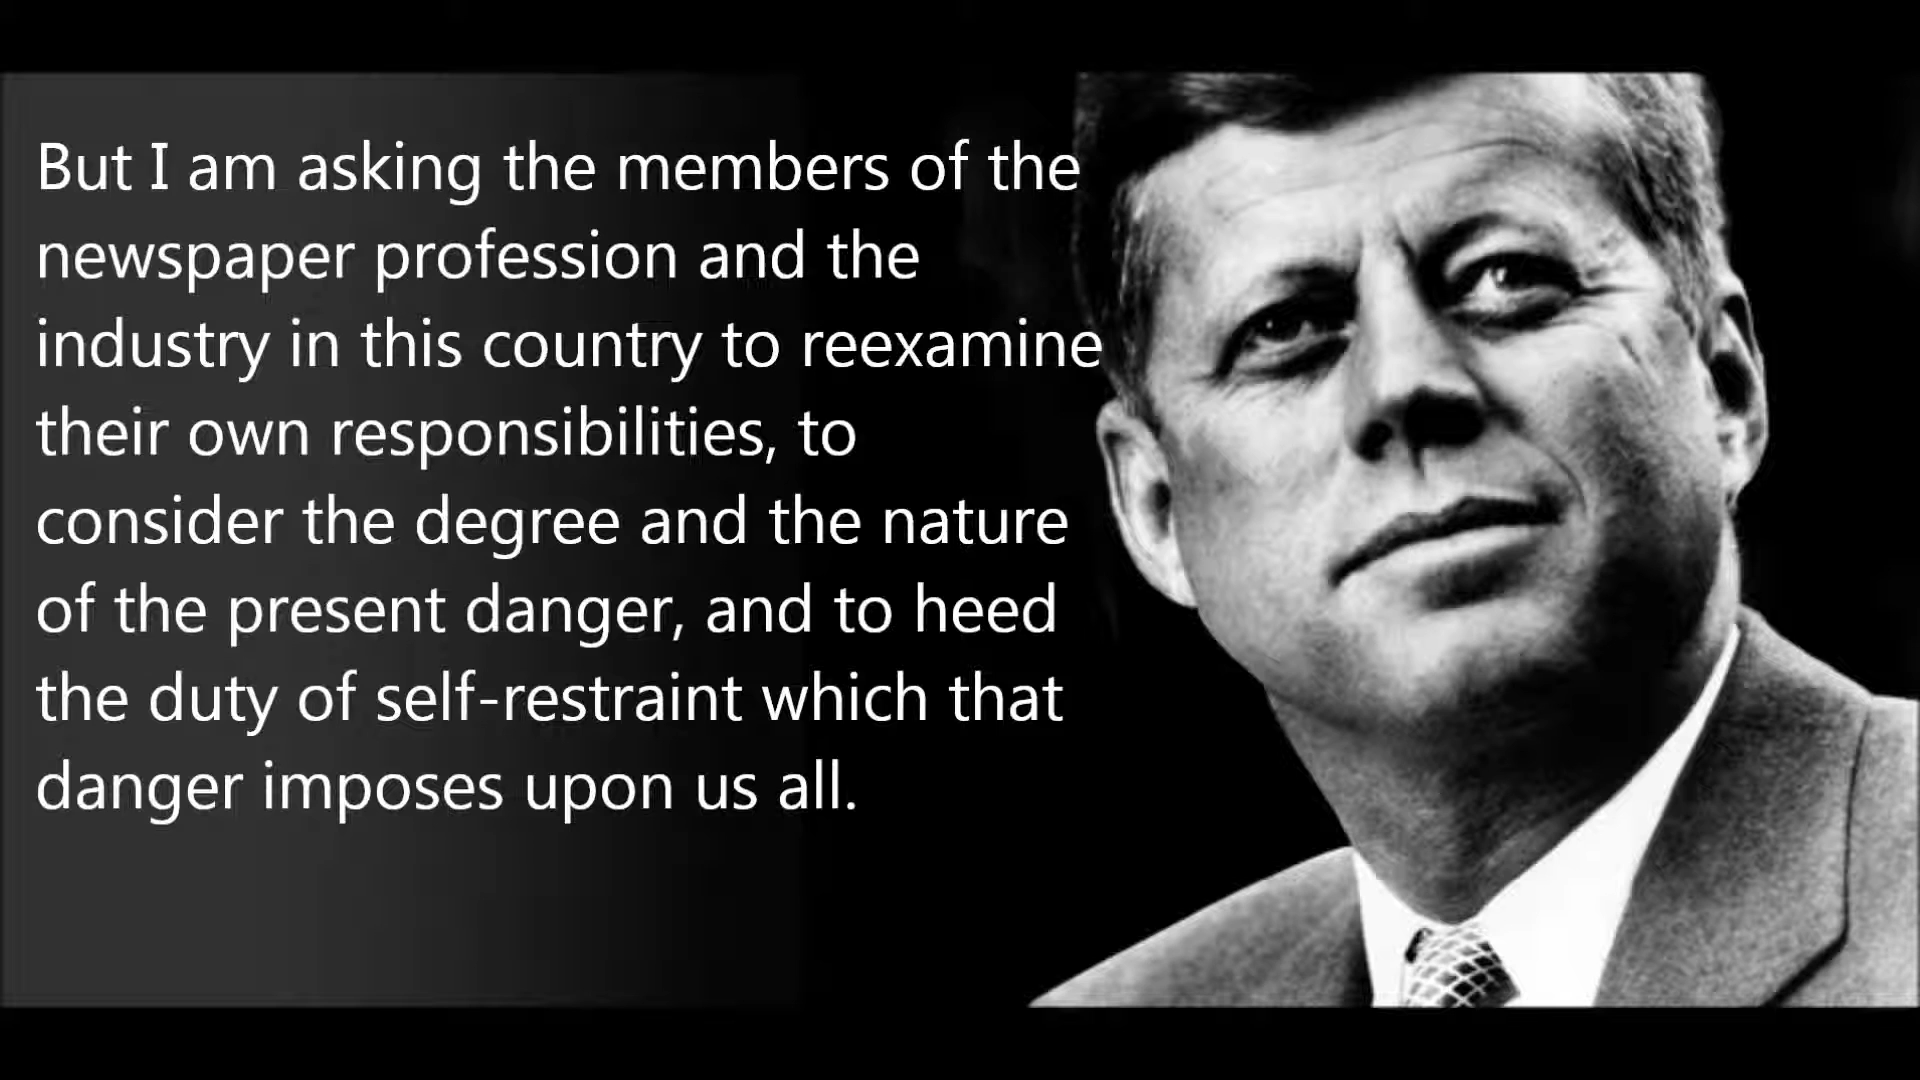 But I am asking the members of the
newspaper profession and the
industry in this country to reexamine
their own responsibilities, to
consider the degree and the nature
of the present danger, and to heed
the duty of self-restraint which that
danger imposes upon us all.